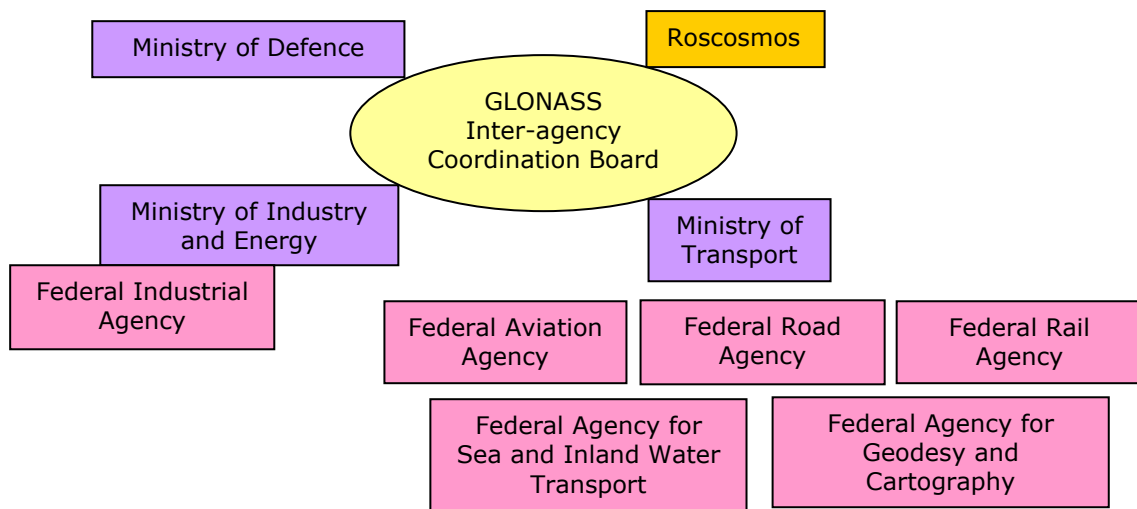 Ministry of Defence
Roscosmos
GLONASS
Inter-agency
Coordination Board
Ministry of Industry
and Energy
Ministry of
Transport
Federal Industrial
Agency
Federal Aviation
Agency
Federal Road
Agency
Federal Rail
Agency
Federal Agency for
Sea and Inland Water
Transport
Federal Agency for
Geodesy and
Cartography